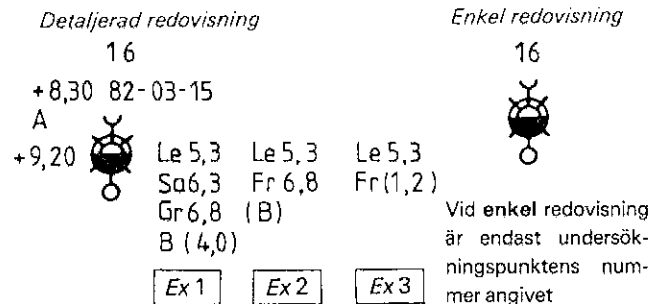 Detaljerad redovisning
16
+8,30 82-03-15
A
+9,20
Le 5,3
Sa 6,3
Gr 6,8
B (4,0)
Ex 1
Le 5,3
Fr 6,8
(B)
Ex 2
Le 5,3
Fr (1,2)
Ex 3
Enkel redovisning
16
Vid enkel redovisning
är endast undersök-
ningspunktens num-
mer angivet